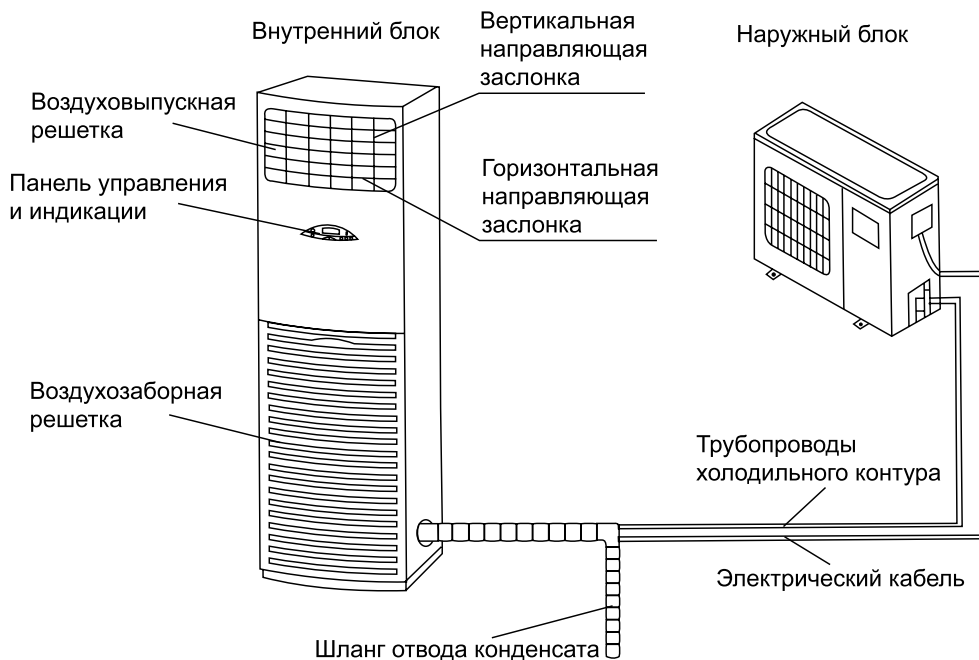 Внутренний блок
Вертикальная
направляющая
заслонка
Наружный блок
Воздуховыпускная
решетка
Панель управления
и индикации
Горизонтальная
направляющая
заслонка
Воздухозаборная
решетка
Трубопроводы
холодильного контура
Электрический кабель
Шланг отвода конденсата